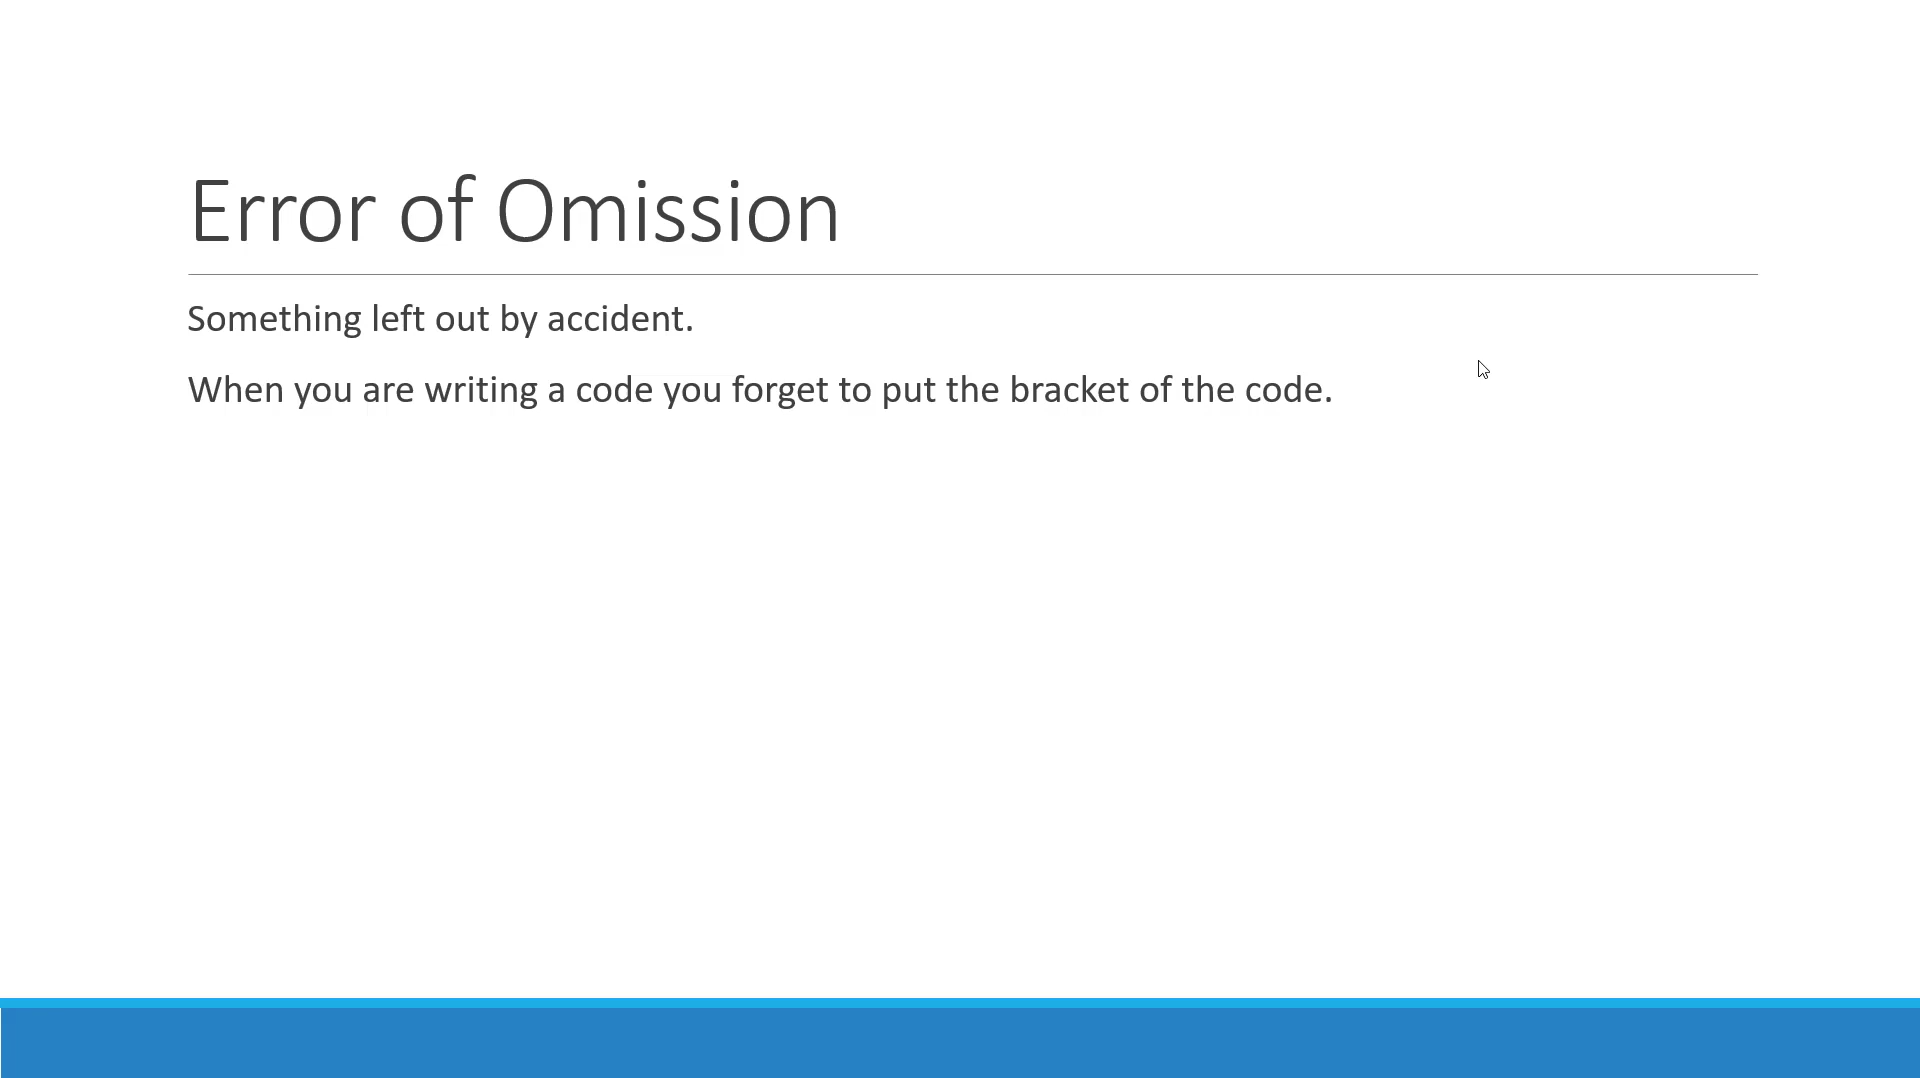 Error of Omission
Something left out by accident.
When you are writing a code you forget to put the bracket of the code.